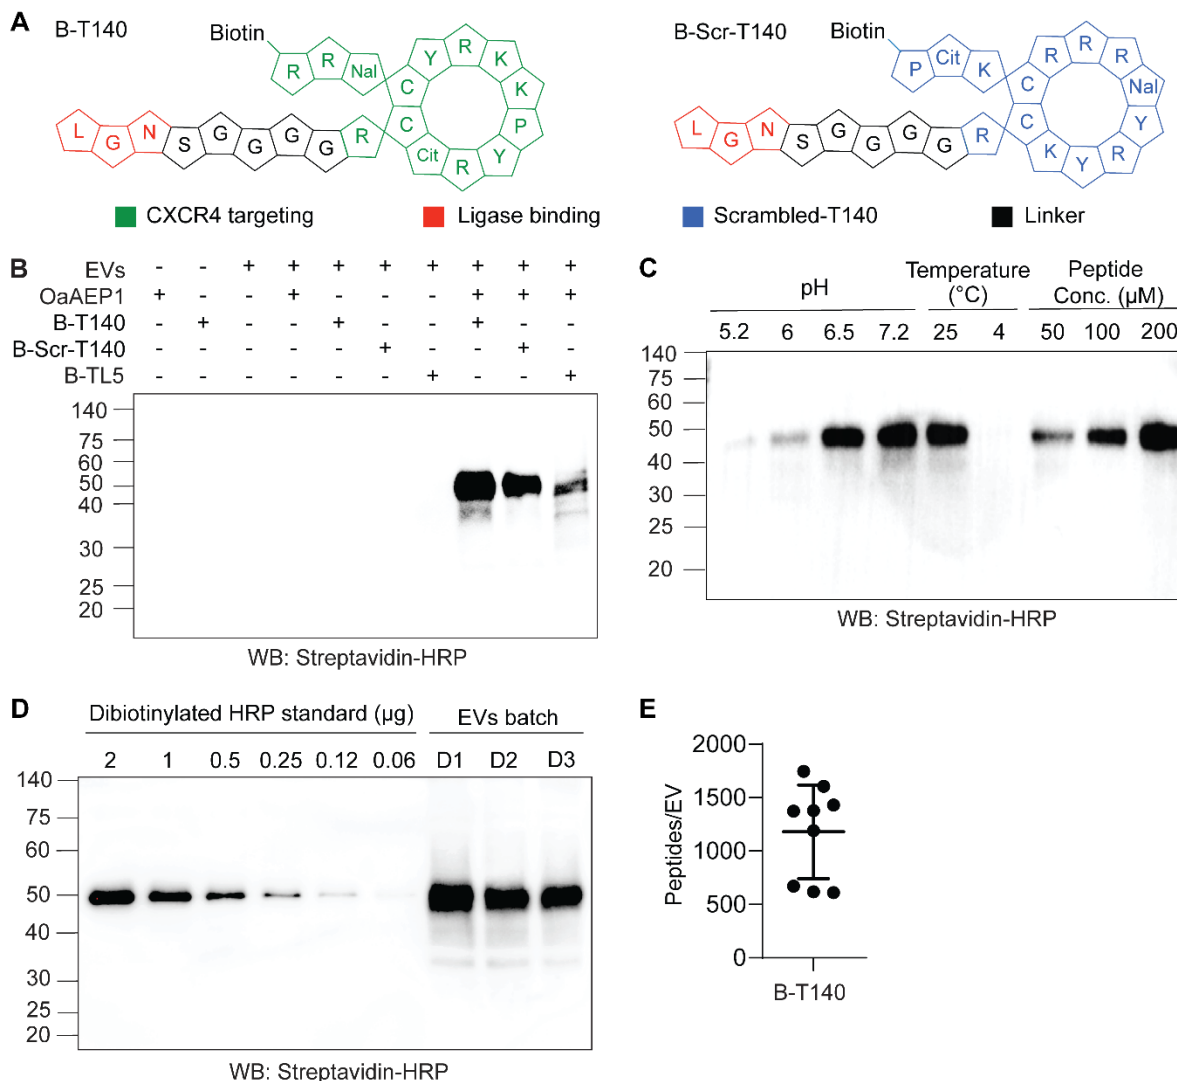 A
B-T140
Biotin
R R Nal C Y R K K P Y R Cit C
L G N S G G G G R
B-Scr-T140
Biotin
P Cit K C R R R Nal Y R Y K C
L G N S G G G G R
CXCR4 targeting
Ligase binding
Scrambled-T140
Linker
B
EVs - - + + + + + + + +
OaAEP1 + - - + - - - + + +
B-T140 - + - - + - - + - -
B-Scr-T140 - - - - - + - - + -
B-TL5 - - - - - - + - - +
140
75
60
50
40
30
25
20
WB: Streptavidin-HRP
C
pH
Temperature
(°C)
Peptide
Conc. (µM)
5.2 6 6.5 7.2 25 4 50 100 200
140
75
60
50
40
30
25
20
WB: Streptavidin-HRP
D
Dibiotinylated HRP standard (µg)
EVs batch
2 1 0.5 0.25 0.12 0.06 D1 D2 D3
140
75
60
50
40
30
25
20
WB: Streptavidin-HRP
E
Peptides/EV
2000
1500
1000
500
0
B-T140